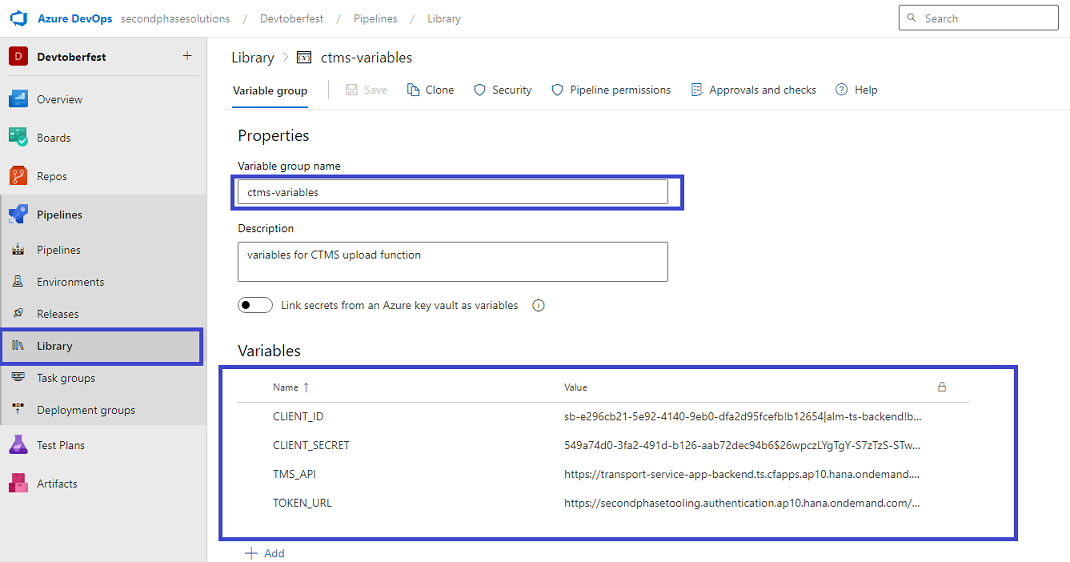 Azure DevOps secondphasesolutions / Devtoberfest / Pipelines / Library
Search
D Devtoberfest +
Overview
Boards
Repos
Pipelines
Pipelines
Environments
Releases
Library
Task groups
Deployment groups
Test Plans
Artifacts
Library > ctms-variables
Variable group
Save
Clone
Security
Pipeline permissions
Approvals and checks
Help
Properties
Variable group name
ctms-variables
Description
variables for CTMS upload function
Link secrets from an Azure key vault as variables
Variables
Name ↑ Value
CLIENT_ID sb-e296cb21-5e92-4140-9eb0-dfa2d95fcefb!b12654|alm-ts-backend!b...
CLIENT_SECRET 549a74d0-3fa2-491d-b126-aab72dec94b6$26wpczLYgTgY-S7zTzS-STw...
TMS_API https://transport-service-app-backend.ts.cfapps.ap10.hana.ondemand....
TOKEN_URL https://secondphasetooling.authentication.ap10.hana.ondemand.com/...
+ Add